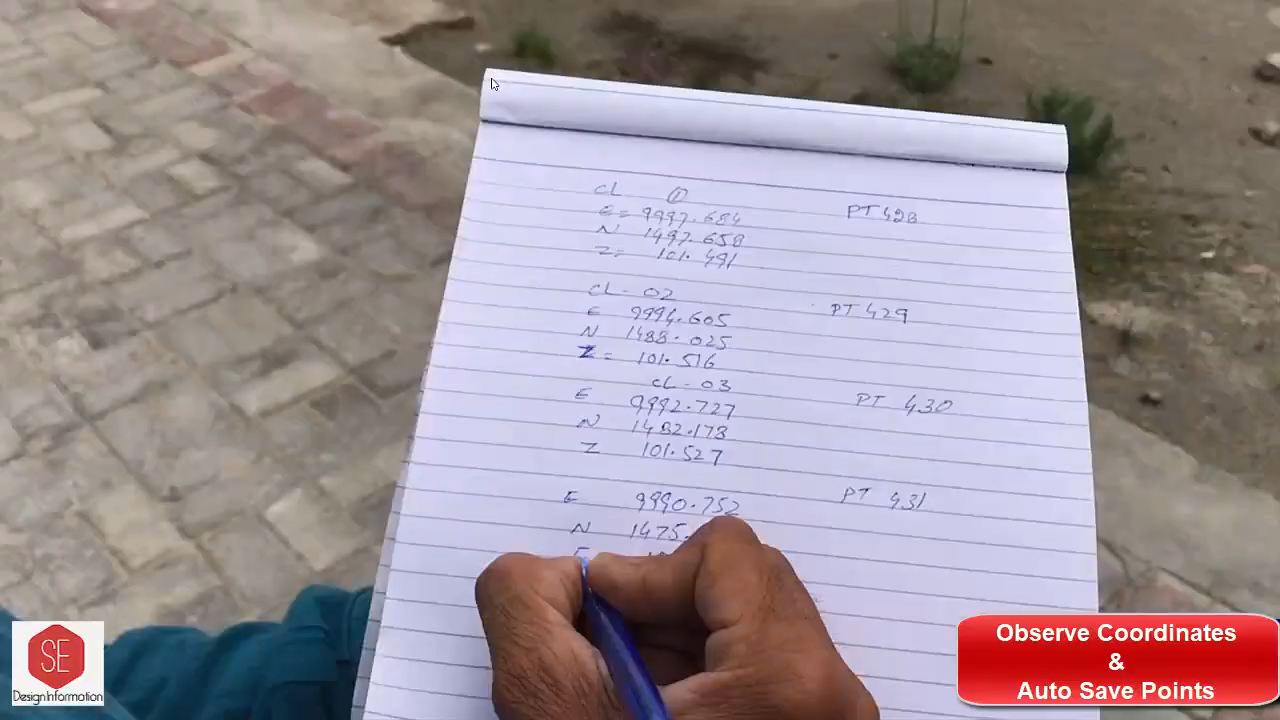 CL ①
E = 9997.684 PT 428
N 1497.658
Z = 101.491
CL - 02
E 9994.605 PT 429
N 1488.025
Z = 101.516
CL - 03
E 9992.727 PT 430
N 1482.178
Z 101.527
E 9990.752 PT 431
N 1475.
SE
Design Information
Observe Coordinates
&
Auto Save Points